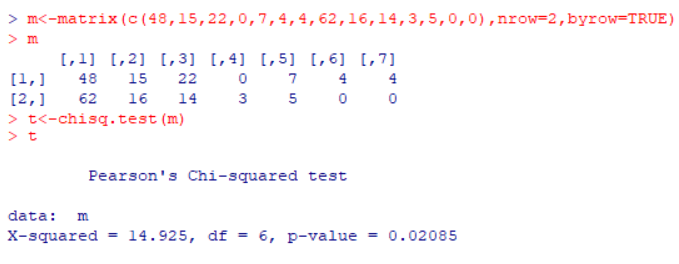 > m<-matrix(c(48,15,22,0,7,4,4,62,16,14,3,5,0,0),nrow=2,byrow=TRUE)
> m
     [,1] [,2] [,3] [,4] [,5] [,6] [,7]
[1,]   48   15   22    0    7    4    4
[2,]   62   16   14    3    5    0    0
> t<-chisq.test(m)
> t
        Pearson's Chi-squared test
data:  m
X-squared = 14.925, df = 6, p-value = 0.02085